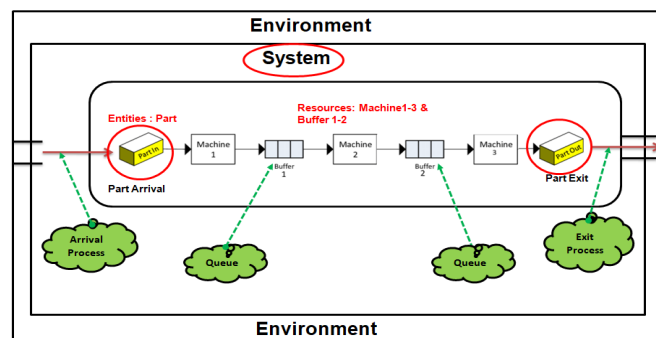 Environment
System
Entities : Part
Resources: Machine1-3 &
Buffer 1-2
Part In
Machine
1
Buffer
1
Machine
2
Buffer
2
Machine
3
Part Out
Part Arrival
Part Exit
Arrival
Process
Queue
Queue
Exit
Process
Environment